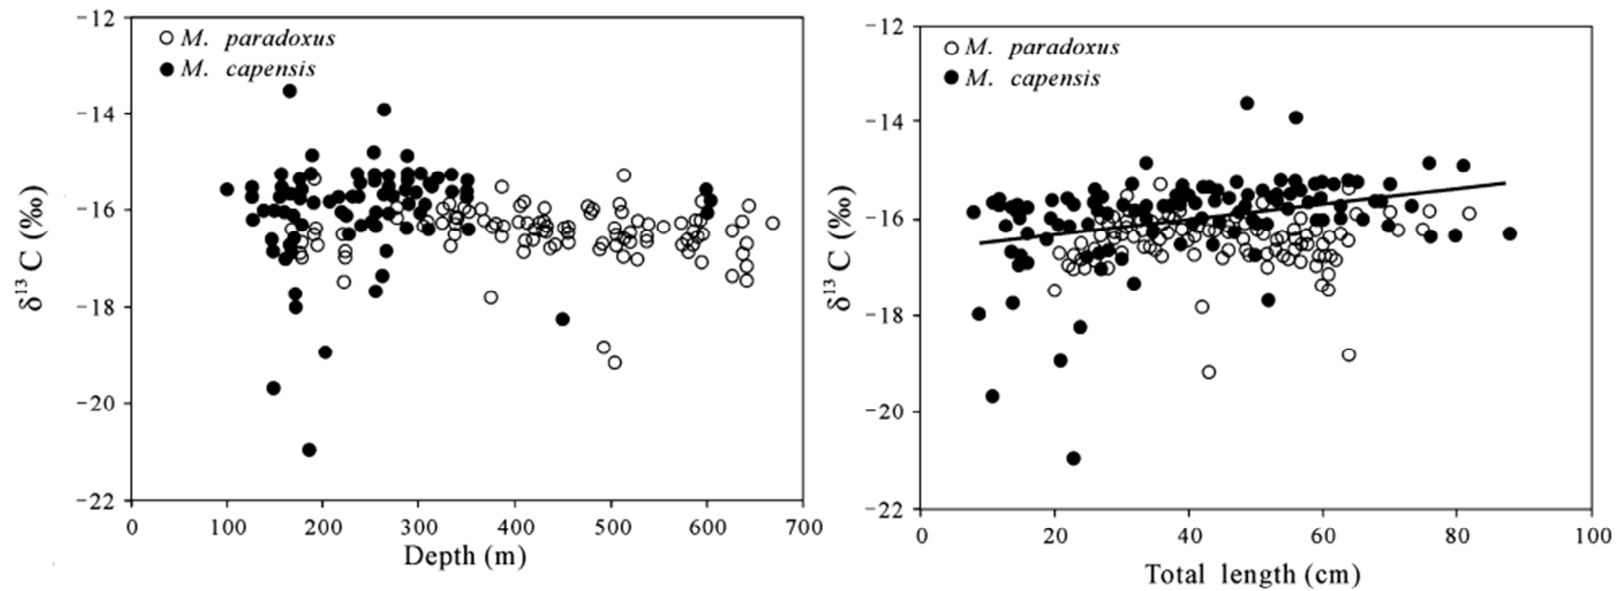 −12
−14
−16
−18
−20
−22
0 100 200 300 400 500 600 700
M. paradoxus
M. capensis
δ¹³ C (‰)
Depth (m)
−12
−14
−16
−18
−20
−22
0 20 40 60 80 100
M. paradoxus
M. capensis
δ¹³ C (‰)
Total length (cm)